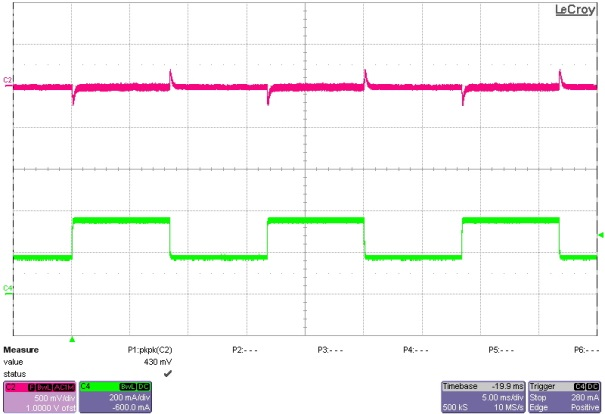 LeCroy
C2
C4
Measure P1:pkpk(C2) P2:- - - P3:- - - P4:- - - P5:- - - P6:- - -
value 430 mV
status
C2 F BwL AC1M C4 BwL DC Timebase -19.9 ms Trigger C4 DC
500 mV/div 200 mA/div 5.00 ms/div Stop 280 mA
1.0000 V ofst -600.0 mA 500 kS 10 MS/s Edge Positive